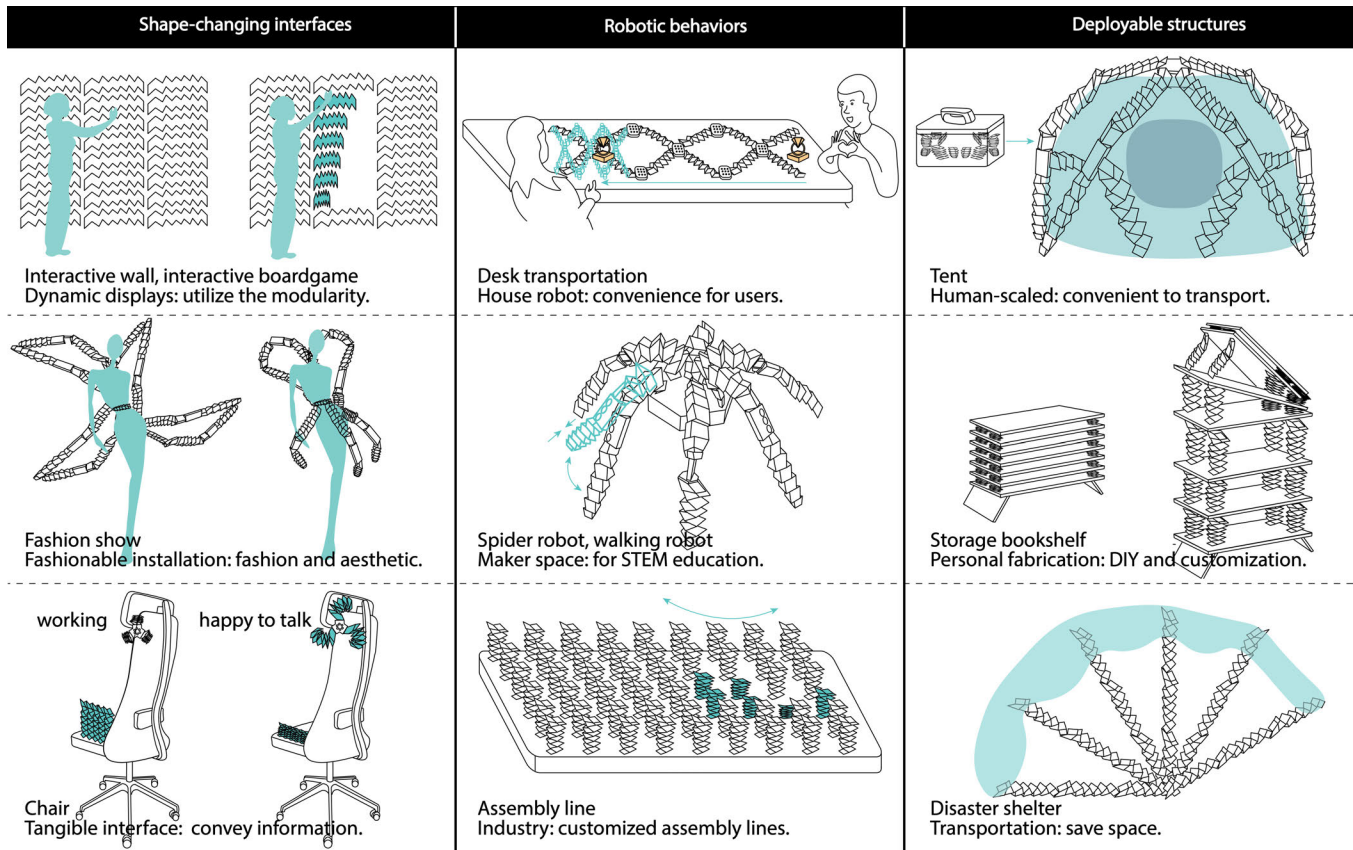 Shape-changing interfaces
Robotic behaviors
Deployable structures
Interactive wall, interactive boardgame
Dynamic displays: utilize the modularity.
Desk transportation
House robot: convenience for users.
Tent
Human-scaled: convenient to transport.
Fashion show
Fashionable installation: fashion and aesthetic.
Spider robot, walking robot
Maker space: for STEM education.
Storage bookshelf
Personal fabrication: DIY and customization.
working
happy to talk
Chair
Tangible interface: convey information.
Assembly line
Industry: customized assembly lines.
Disaster shelter
Transportation: save space.